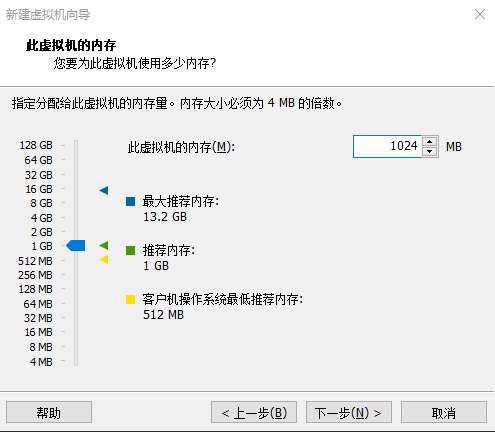 新建虚拟机向导
此虚拟机的内存
您要为此虚拟机使用多少内存?
指定分配给此虚拟机的内存量。内存大小必须为 4 MB 的倍数。
此虚拟机的内存(M): 1024 MB
128 GB
64 GB
32 GB
16 GB
8 GB
4 GB
2 GB
1 GB
512 MB
256 MB
128 MB
64 MB
32 MB
16 MB
8 MB
4 MB
最大推荐内存:
13.2 GB
推荐内存:
1 GB
客户机操作系统最低推荐内存:
512 MB
帮助 < 上一步(B) 下一步(N) > 取消